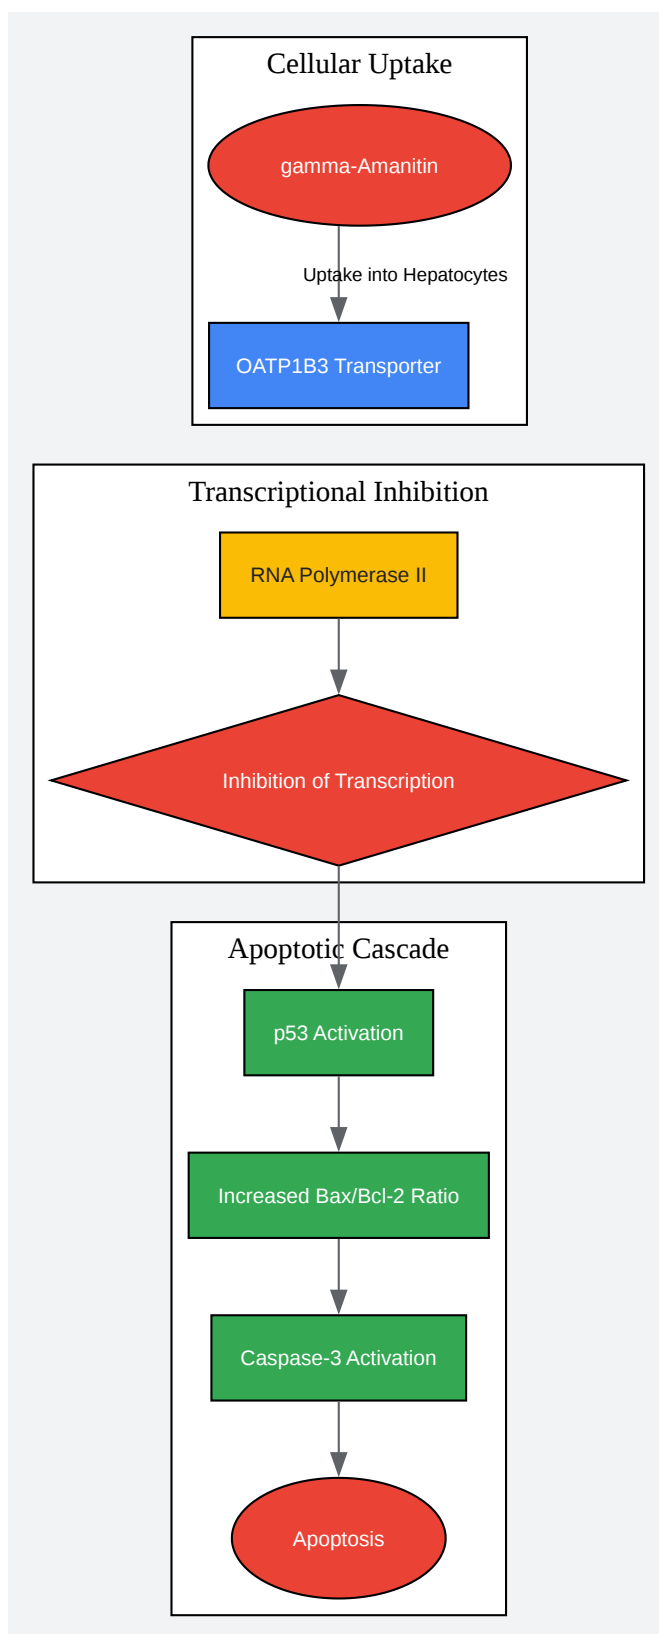 Cellular Uptake
gamma-Amanitin
Uptake into Hepatocytes
OATP1B3 Transporter
Transcriptional Inhibition
RNA Polymerase II
Inhibition of Transcription
Apoptotic Cascade
p53 Activation
Increased Bax/Bcl-2 Ratio
Caspase-3 Activation
Apoptosis